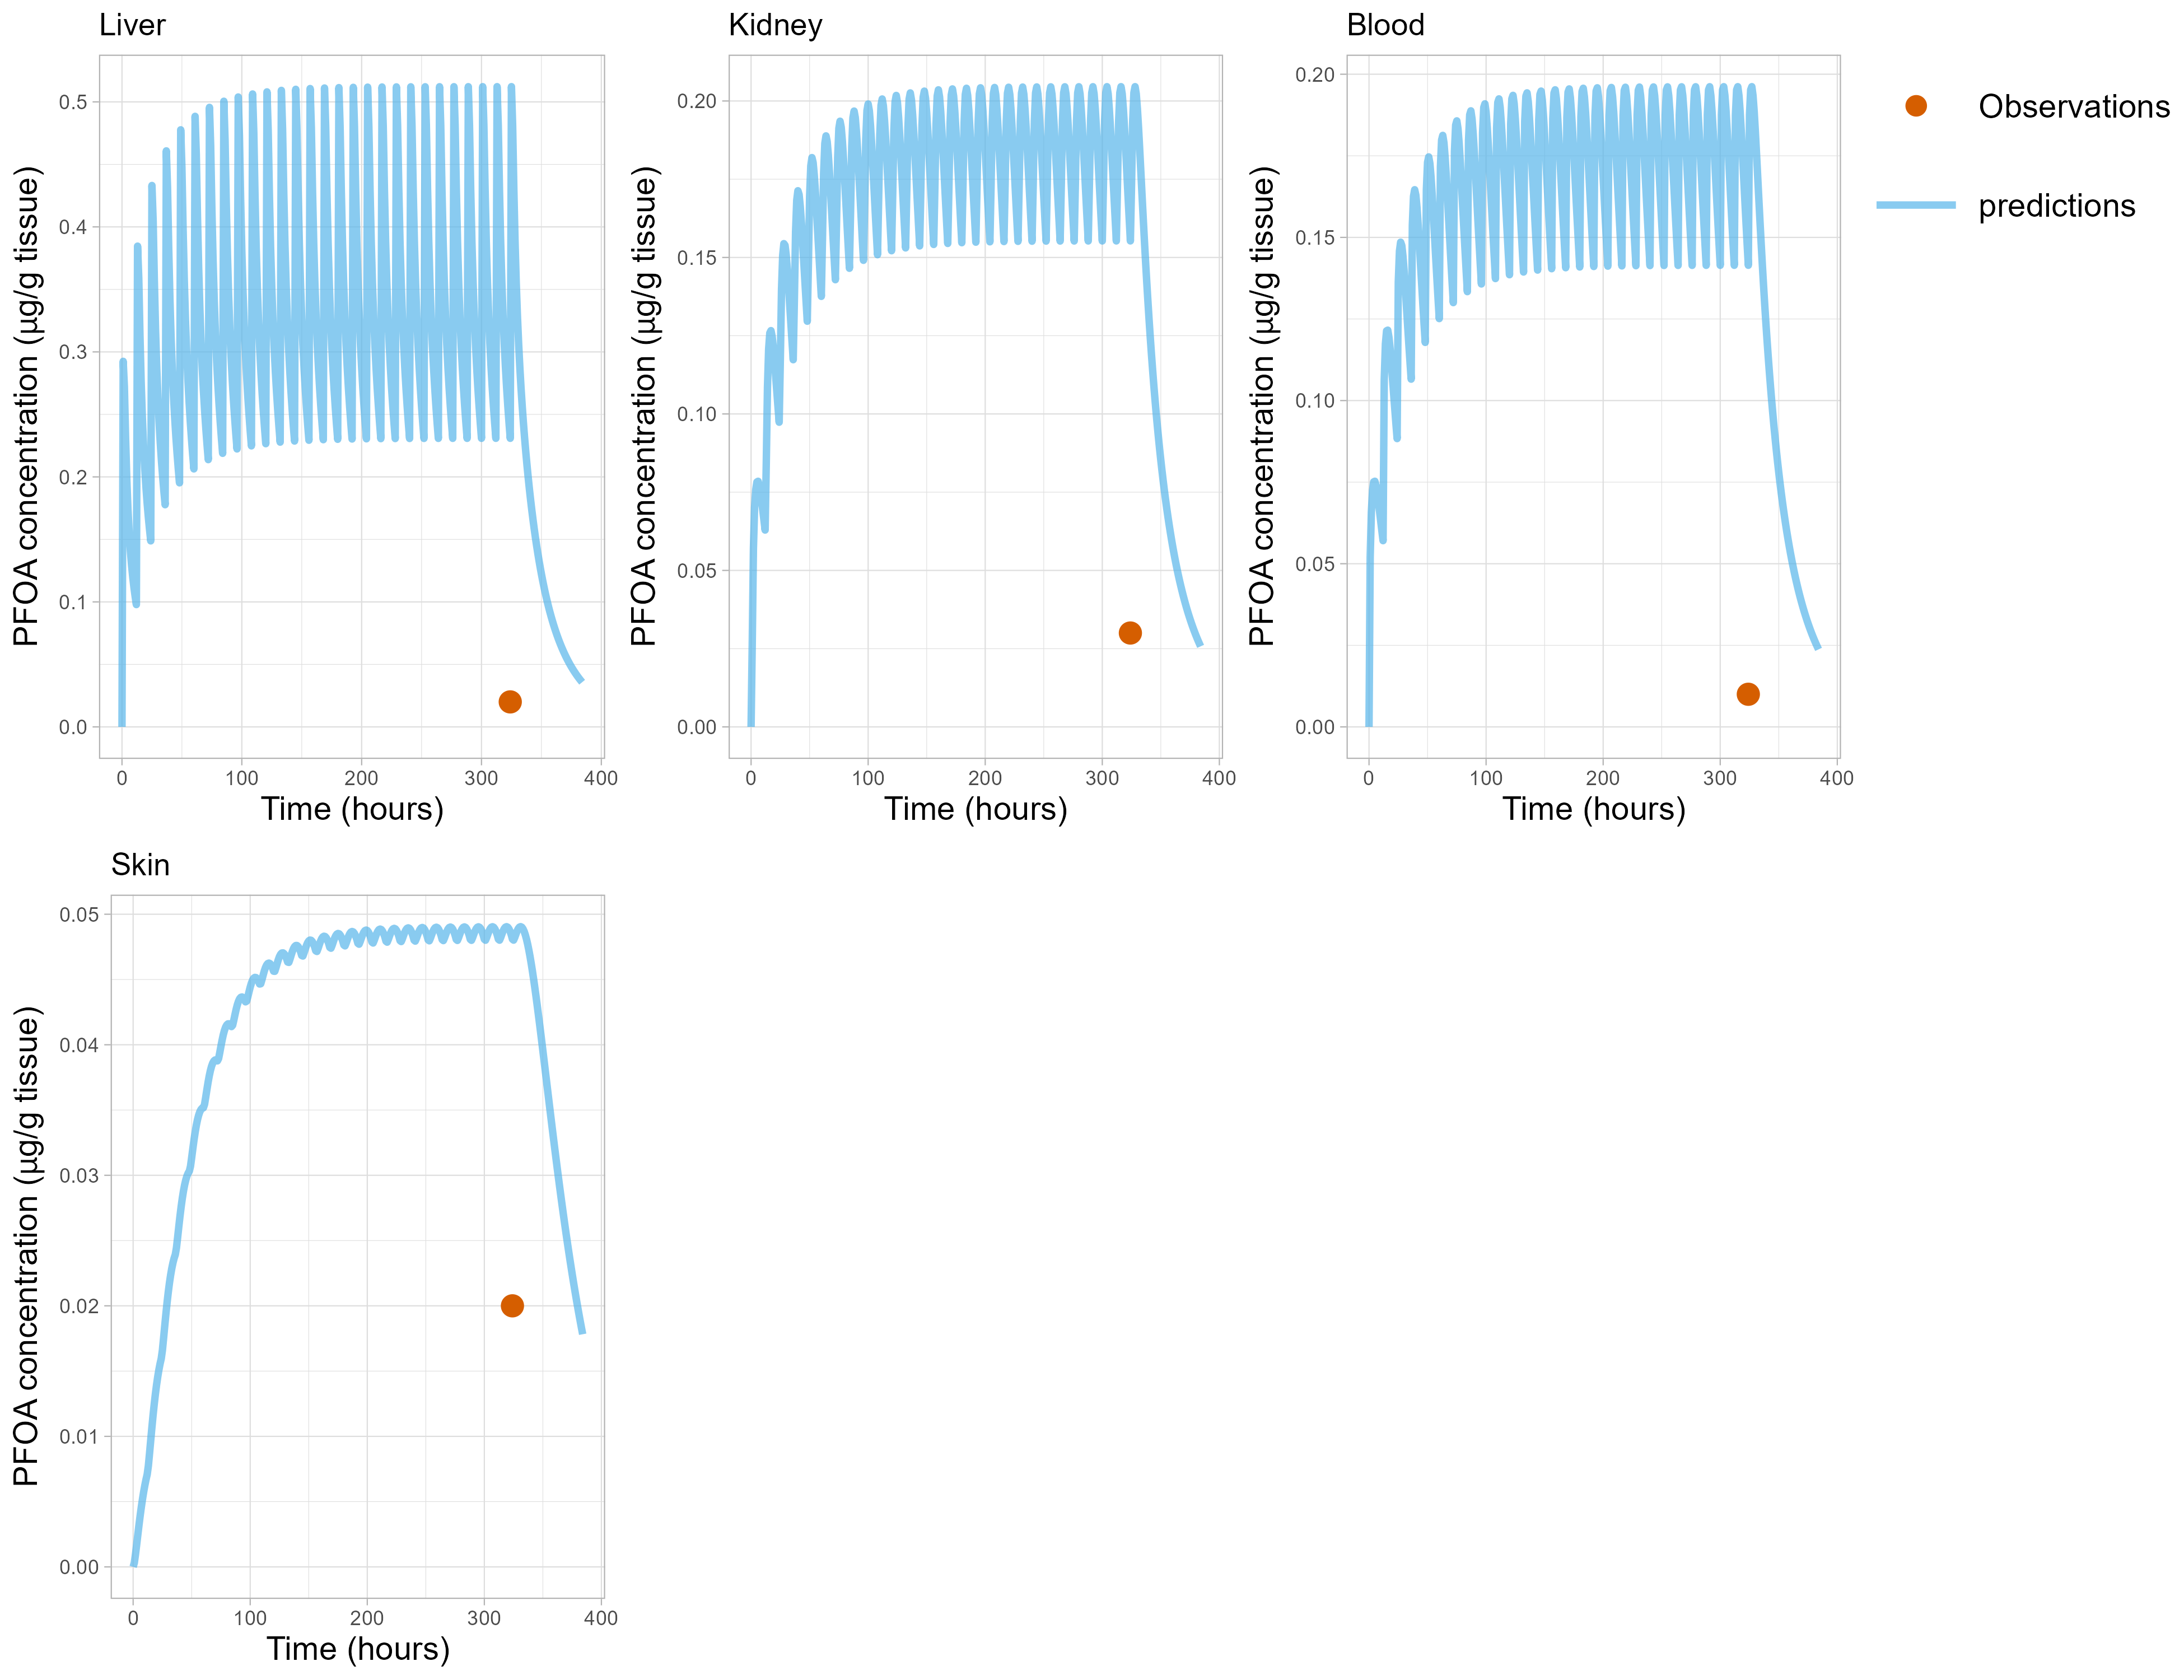 Liver
PFOA concentration (µg/g tissue)
0.5
0.4
0.3
0.2
0.1
0.0
0 100 200 300 400
Time (hours)
Kidney
PFOA concentration (µg/g tissue)
0.20
0.15
0.10
0.05
0.00
0 100 200 300 400
Time (hours)
Blood
PFOA concentration (µg/g tissue)
0.20
0.15
0.10
0.05
0.00
0 100 200 300 400
Time (hours)
Observations
predictions
Skin
PFOA concentration (µg/g tissue)
0.05
0.04
0.03
0.02
0.01
0.00
0 100 200 300 400
Time (hours)